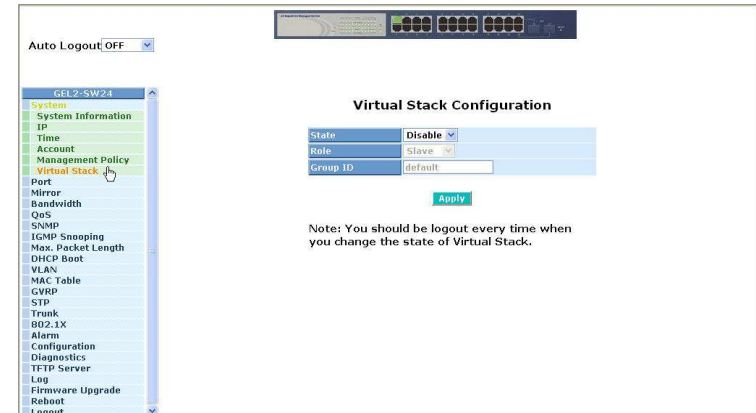 Auto Logout OFF
GEL2-SW24
System
System Information
IP
Time
Account
Management Policy
Virtual Stack
Port
Mirror
Bandwidth
QoS
SNMP
IGMP Snooping
Max. Packet Length
DHCP Boot
VLAN
MAC Table
GVRP
STP
Trunk
802.1X
Alarm
Configuration
Diagnostics
TFTP Server
Log
Firmware Upgrade
Reboot
Logout
Virtual Stack Configuration
State Disable
Role Slave
Group ID default
Apply
Note: You should be logout every time when
you change the state of Virtual Stack.